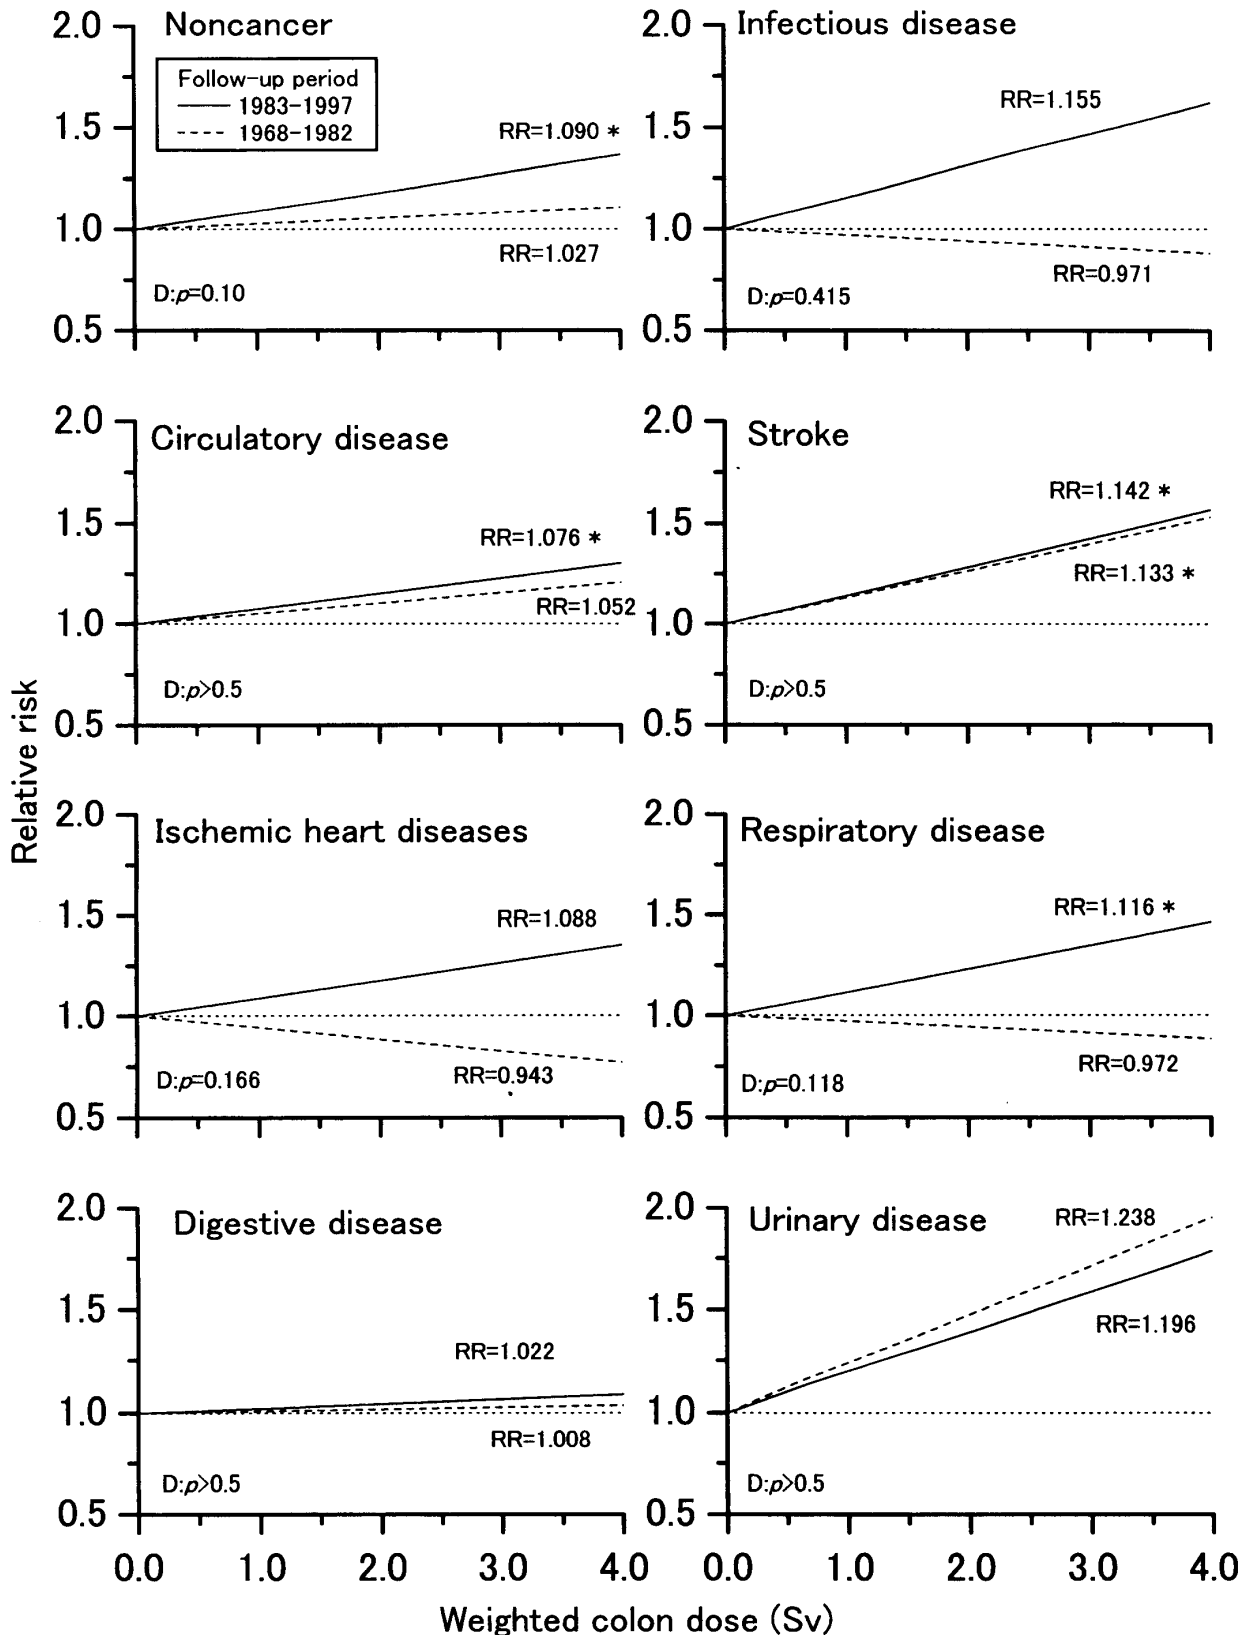 Noncancer
Follow-up period
1983-1997
1968-1982
RR=1.090 *
RR=1.027
D:p=0.10
2.0
1.5
1.0
0.5
Infectious disease
RR=1.155
RR=0.971
D:p=0.415
2.0
1.5
1.0
0.5
Circulatory disease
RR=1.076 *
RR=1.052
D:p>0.5
2.0
1.5
1.0
0.5
Stroke
RR=1.142 *
RR=1.133 *
D:p>0.5
2.0
1.5
1.0
0.5
Relative risk
Ischemic heart diseases
RR=1.088
RR=0.943
D:p=0.166
2.0
1.5
1.0
0.5
Respiratory disease
RR=1.116 *
RR=0.972
D:p=0.118
2.0
1.5
1.0
0.5
Digestive disease
RR=1.022
RR=1.008
D:p>0.5
2.0
1.5
1.0
0.5
0.0 1.0 2.0 3.0 4.0
Urinary disease
RR=1.238
RR=1.196
D:p>0.5
2.0
1.5
1.0
0.5
0.0 1.0 2.0 3.0 4.0
Weighted colon dose (Sv)